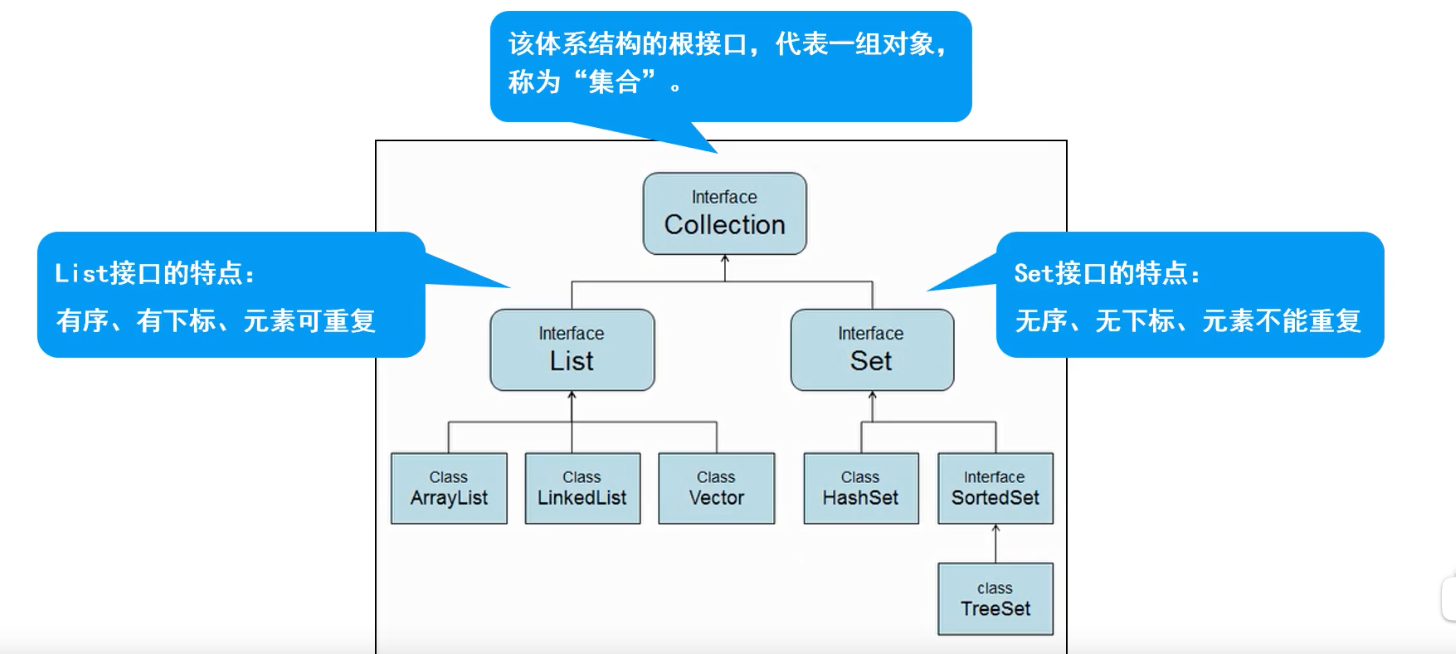 该体系结构的根接口，代表一组对象，
称为“集合”。
Interface
Collection
List接口的特点：
有序、有下标、元素可重复
Set接口的特点：
无序、无下标、元素不能重复
Interface
List
Interface
Set
Class
ArrayList
Class
LinkedList
Class
Vector
Class
HashSet
Interface
SortedSet
class
TreeSet